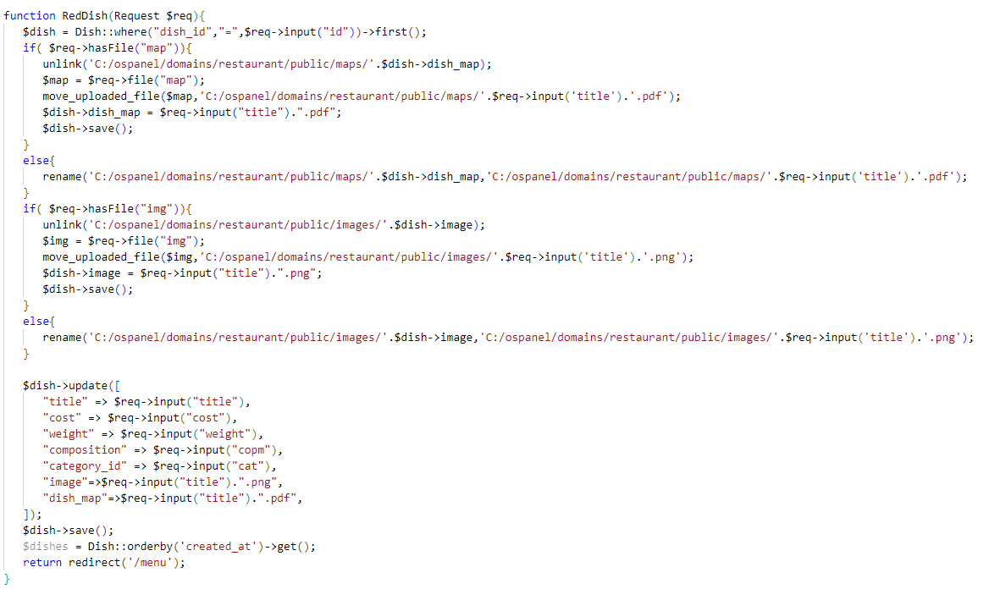 function RedDish(Request $req){
$dish = Dish::where("dish_id","=",$req->input("id"))->first();
if( $req->hasFile("map")){
unlink('C:/ospanel/domains/restaurant/public/maps/'.$dish->dish_map);
$map = $req->file("map");
move_uploaded_file($map,'C:/ospanel/domains/restaurant/public/maps/'.$req->input('title').'.pdf');
$dish->dish_map = $req->input("title").".pdf";
$dish->save();
}
else{
rename('C:/ospanel/domains/restaurant/public/maps/'.$dish->dish_map,'C:/ospanel/domains/restaurant/public/maps/'.$req->input('title').'.pdf');
}
if( $req->hasFile("img")){
unlink('C:/ospanel/domains/restaurant/public/images/'.$dish->image);
$img = $req->file("img");
move_uploaded_file($img,'C:/ospanel/domains/restaurant/public/images/'.$req->input('title').'.png');
$dish->image = $req->input("title").".png";
$dish->save();
}
else{
rename('C:/ospanel/domains/restaurant/public/images/'.$dish->image,'C:/ospanel/domains/restaurant/public/images/'.$req->input('title').'.png');
}
$dish->update([
"title" => $req->input("title"),
"cost" => $req->input("cost"),
"weight" => $req->input("weight"),
"composition" => $req->input("copm"),
"category_id" => $req->input("cat"),
"image"=>$req->input("title").".png",
"dish_map"=>$req->input("title").".pdf",
]);
$dish->save();
$dishes = Dish::orderby('created_at')->get();
return redirect('/menu');
}